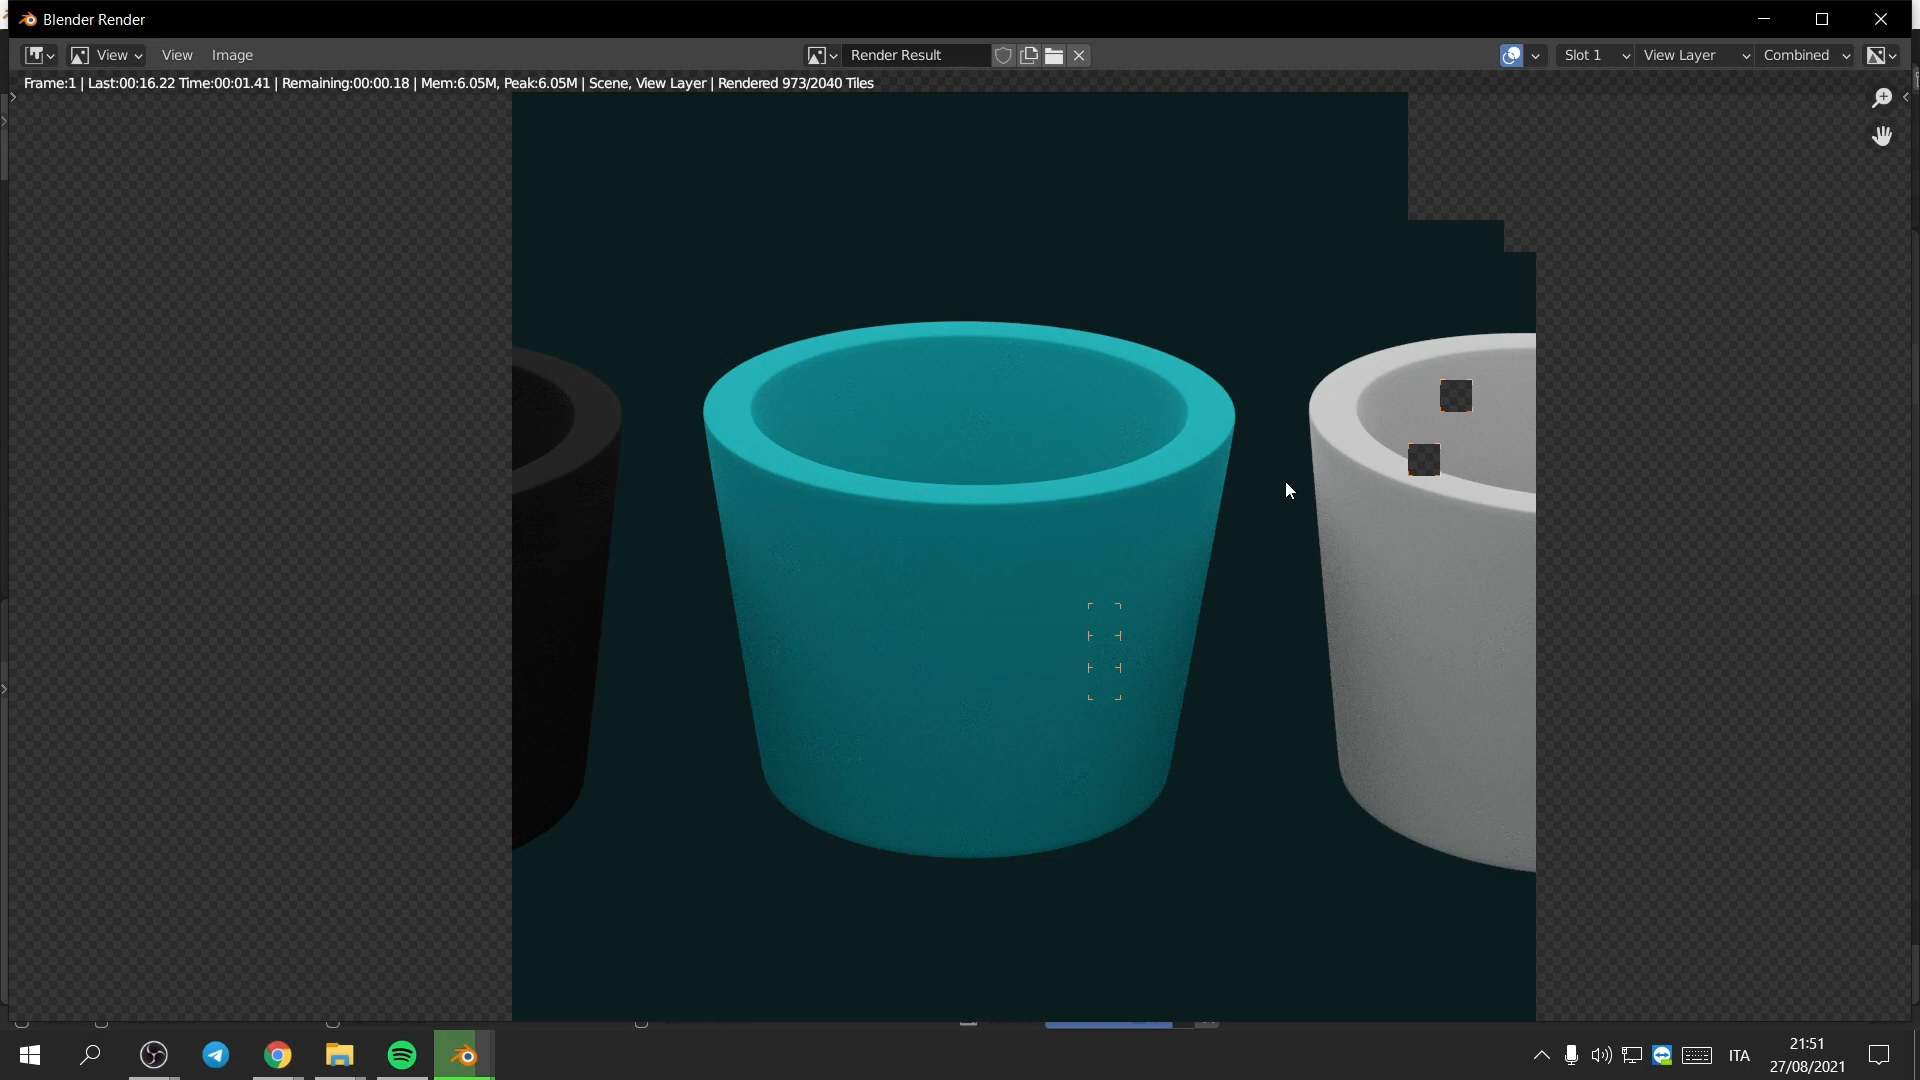 Blender Render
View View Image Render Result Slot 1 View Layer Combined
Frame:1 | Last:00:16.22 Time:00:01.41 | Remaining:00:00.18 | Mem:6.05M, Peak:6.05M | Scene, View Layer | Rendered 973/2040 Tiles
21:51
ITA
27/08/2021